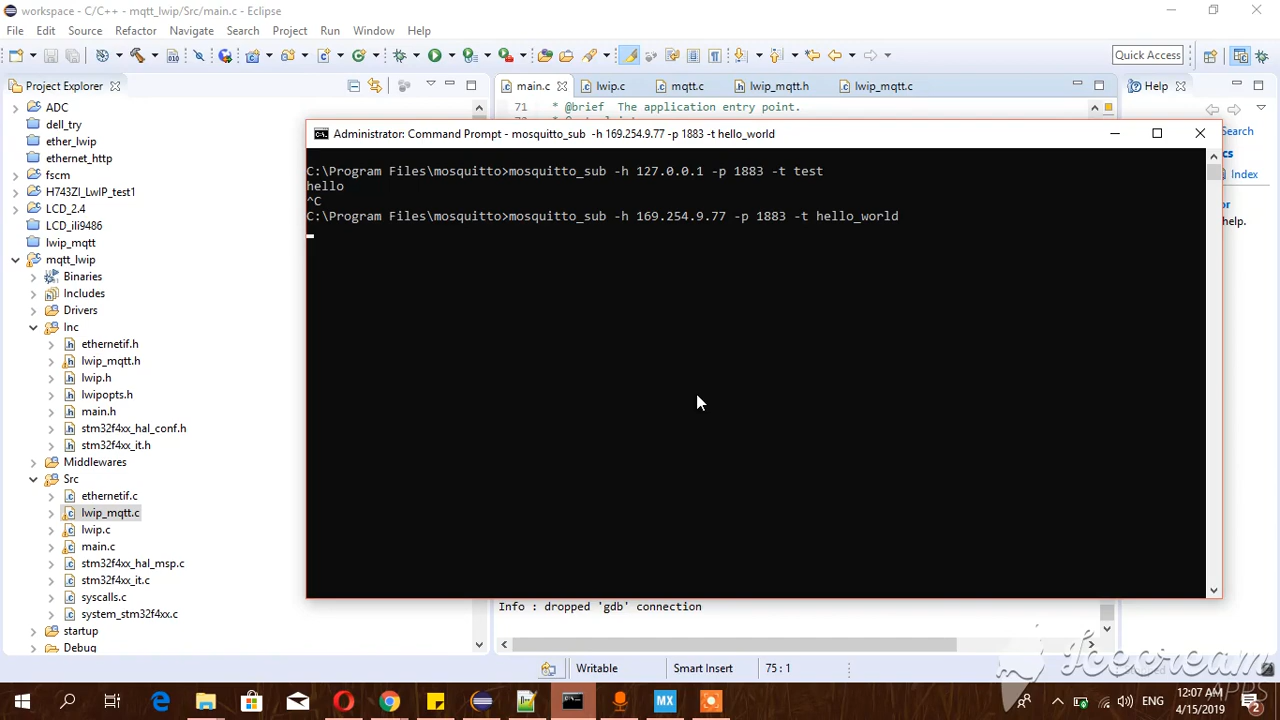 workspace - C/C++ - mqtt_lwip/Src/main.c - Eclipse
File Edit Source Refactor Navigate Search Project Run Window Help
Quick Access
Project Explorer
main.c
lwip.c
mqtt.c
lwip_mqtt.h
lwip_mqtt.c
Help
ADC
dell_try
ether_lwip
ethernet_http
fscm
H743ZI_LwIP_test1
LCD_2.4
LCD_ili9486
lwip_mqtt
mqtt_lwip
Binaries
Includes
Drivers
Inc
ethernetif.h
lwip_mqtt.h
lwip.h
lwipopts.h
main.h
stm32f4xx_hal_conf.h
stm32f4xx_it.h
Middlewares
Src
ethernetif.c
lwip_mqtt.c
lwip.c
main.c
stm32f4xx_hal_msp.c
stm32f4xx_it.c
syscalls.c
system_stm32f4xx.c
startup
Debug
71 * @brief The application entry point.
Administrator: Command Prompt - mosquitto_sub -h 169.254.9.77 -p 1883 -t hello_world
C:\Program Files\mosquitto>mosquitto_sub -h 127.0.0.1 -p 1883 -t test
hello
^C
C:\Program Files\mosquitto>mosquitto_sub -h 169.254.9.77 -p 1883 -t hello_world
Search
cs
Index
or
help.
Info : dropped 'gdb' connection
Writable
Smart Insert
75 : 1
Icecream
APPS
ENG
12:07 AM
4/15/2019
2